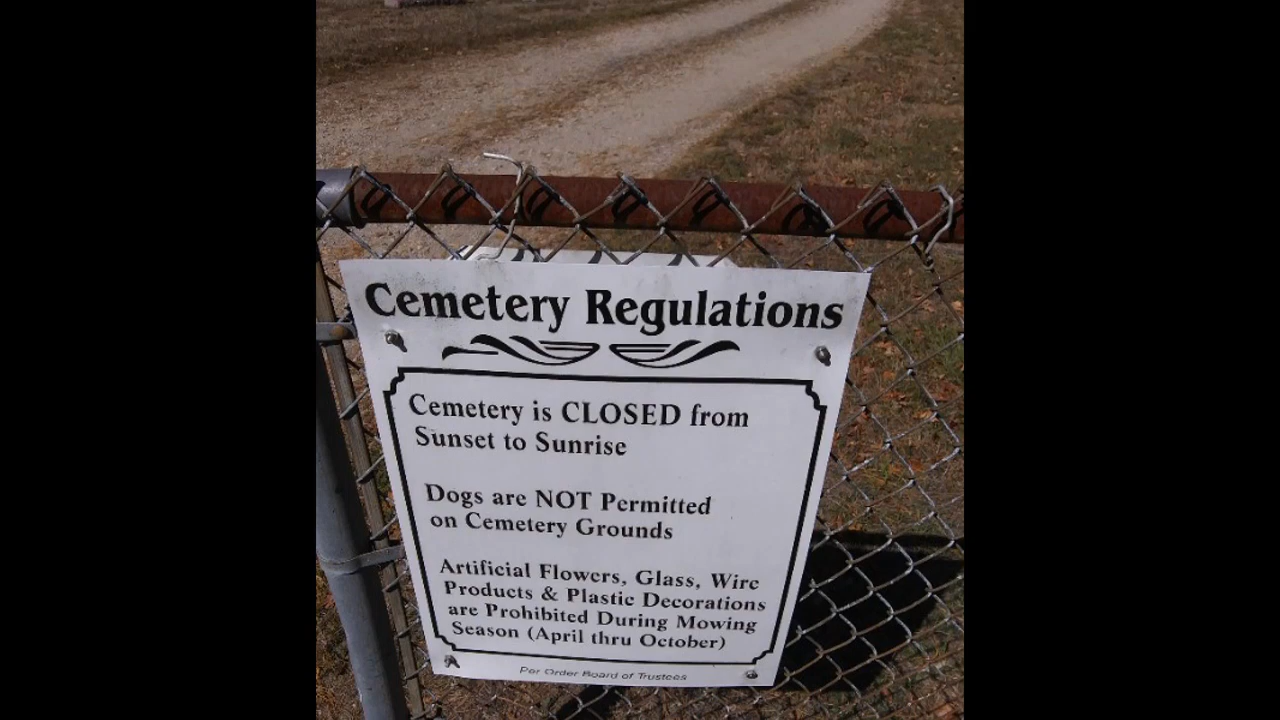 Cemetery Regulations
Cemetery is CLOSED from
Sunset to Sunrise
Dogs are NOT Permitted
on Cemetery Grounds
Artificial Flowers, Glass, Wire
Products & Plastic Decorations
are Prohibited During Mowing
Season (April thru October)
Per Order Board of Trustees